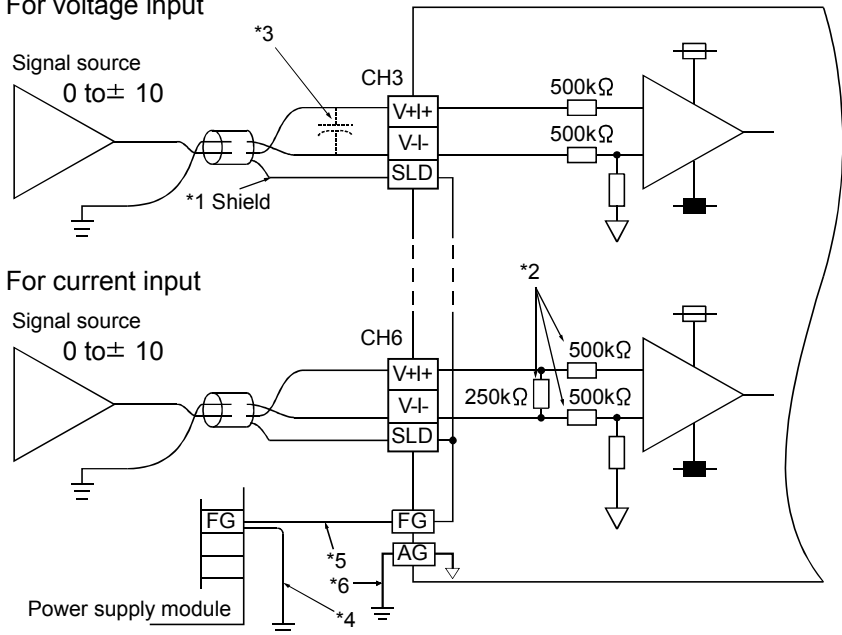 For voltage input
*3
Signal source
0 to± 10
CH3
V+I+
500kΩ
V-I-
500kΩ
SLD
*1 Shield
For current input
*2
Signal source
0 to± 10
CH6
V+I+
500kΩ
250kΩ
V-I-
500kΩ
SLD
FG
FG
*5
AG
*6
Power supply module
*4